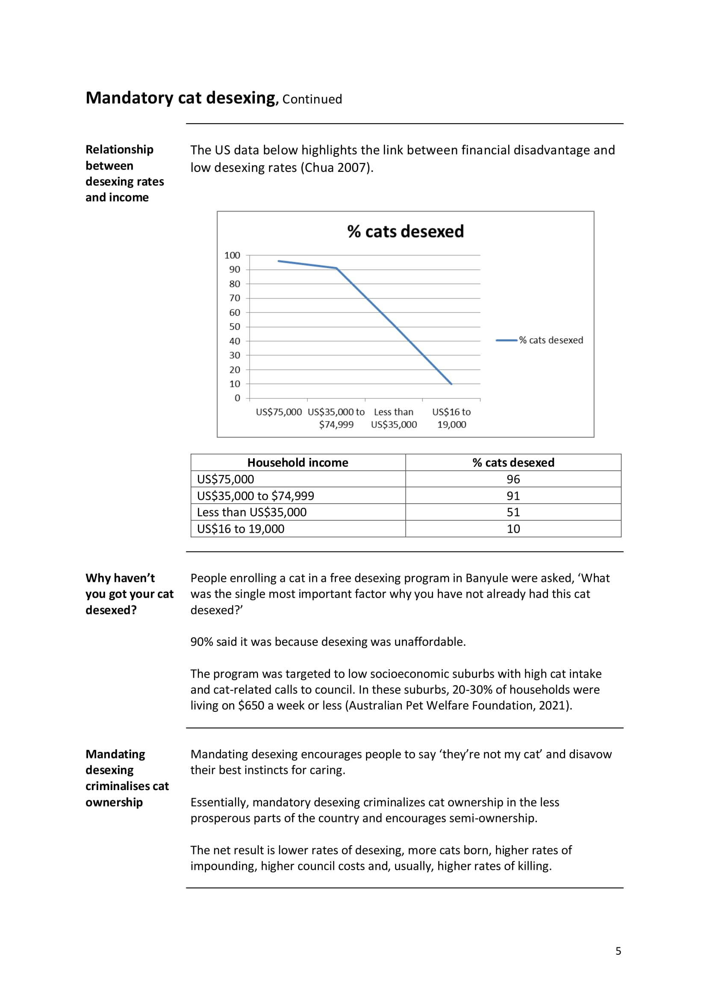 Mandatory cat desexing, Continued
Relationship
between
desexing rates
and income
The US data below highlights the link between financial disadvantage and
low desexing rates (Chua 2007).
% cats desexed
100
90
80
70
60
50
40
30
20
10
0
US$75,000 US$35,000 to Less than US$16 to
$74,999 US$35,000 19,000
% cats desexed
Household income % cats desexed
US$75,000 96
US$35,000 to $74,999 91
Less than US$35,000 51
US$16 to 19,000 10
Why haven’t
you got your cat
desexed?
People enrolling a cat in a free desexing program in Banyule were asked, ‘What
was the single most important factor why you have not already had this cat
desexed?’
90% said it was because desexing was unaffordable.
The program was targeted to low socioeconomic suburbs with high cat intake
and cat-related calls to council. In these suburbs, 20-30% of households were
living on $650 a week or less (Australian Pet Welfare Foundation, 2021).
Mandating
desexing
criminalises cat
ownership
Mandating desexing encourages people to say ‘they’re not my cat’ and disavow
their best instincts for caring.
Essentially, mandatory desexing criminalizes cat ownership in the less
prosperous parts of the country and encourages semi-ownership.
The net result is lower rates of desexing, more cats born, higher rates of
impounding, higher council costs and, usually, higher rates of killing.
5